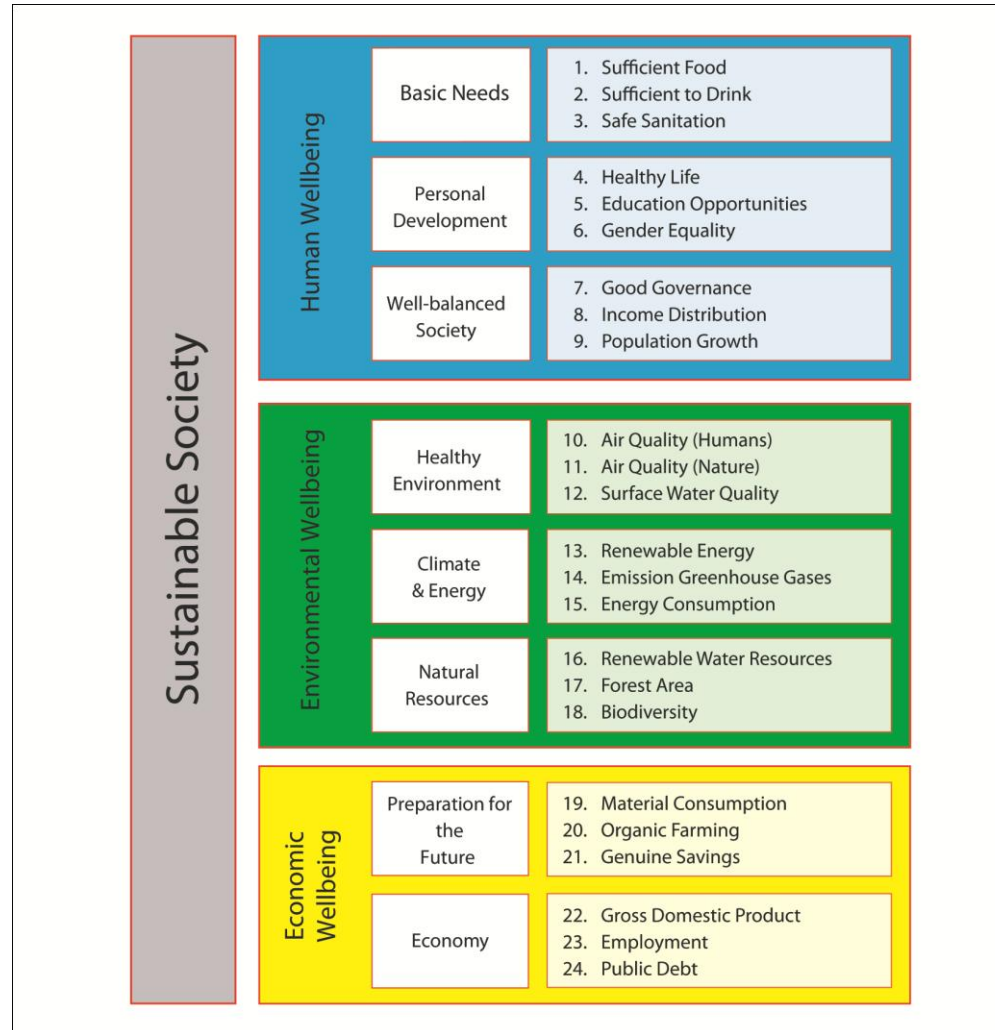 Sustainable Society
Human Wellbeing
Basic Needs
1. Sufficient Food
2. Sufficient to Drink
3. Safe Sanitation
Personal
Development
4. Healthy Life
5. Education Opportunities
6. Gender Equality
Well-balanced
Society
7. Good Governance
8. Income Distribution
9. Population Growth
Environmental Wellbeing
Healthy
Environment
10. Air Quality (Humans)
11. Air Quality (Nature)
12. Surface Water Quality
Climate
& Energy
13. Renewable Energy
14. Emission Greenhouse Gases
15. Energy Consumption
Natural
Resources
16. Renewable Water Resources
17. Forest Area
18. Biodiversity
Economic
Wellbeing
Preparation for
the
Future
19. Material Consumption
20. Organic Farming
21. Genuine Savings
Economy
22. Gross Domestic Product
23. Employment
24. Public Debt